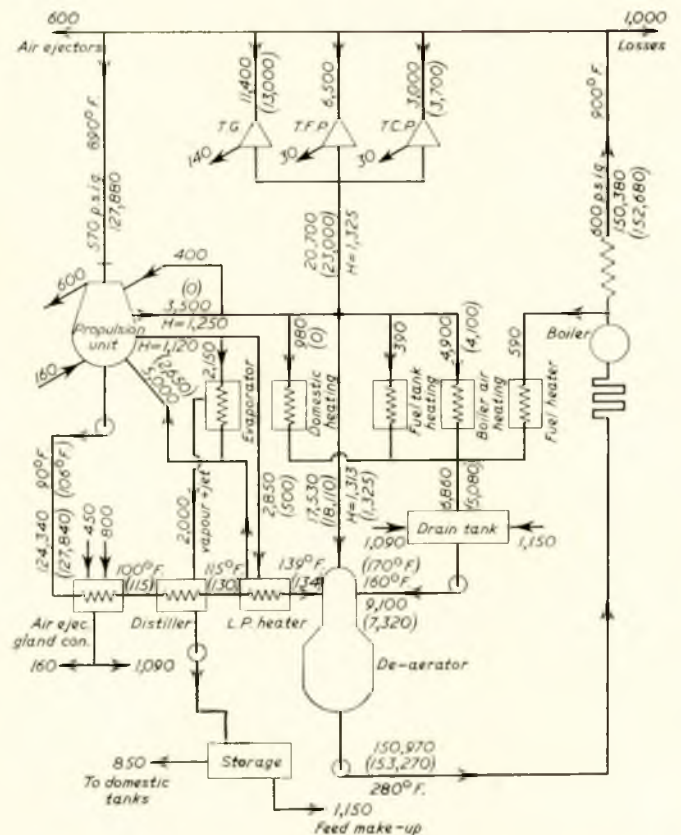 600
Air ejectors
1,000
Losses
11,400
(13,000)
6,500
3,000
(3,700)
T.G.
T.F.P.
T.C.P.
140
30
30
890°F.
570 p.s.i.g.
127,880
900°F.
600 p.s.i.g.
150,380
(152,680)
20,700
(23,000)
H=1,325
400
(0)
600
3,500
H=1,250
Propulsion
unit
H=1,120
(2,650)
5,000
160
2,150
Evaporator
980
(0)
Domestic
heating
390
Fuel tank
heating
4,900
(4,100)
Boiler air
heating
590
Fuel heater
Boiler
90°F.
(106°F.)
124,340
(127,840)
450
800
2,000
vapour+jet
2,850
(500)
17,530
(18,110)
H=1,313
(1,325)
6,860
(5,080)
Drain tank
1,090
1,150
100°F.
(115)
115°F.
(130)
139°F.
(134)
(170°F)
160°F.
9,100
(7,320)
Air ejec.
gland con.
Distiller
L.P. heater
De-aerator
160
1,090
Storage
850
To domestic
tanks
1,150
Feed make-up
150,970
(153,270)
280°F.